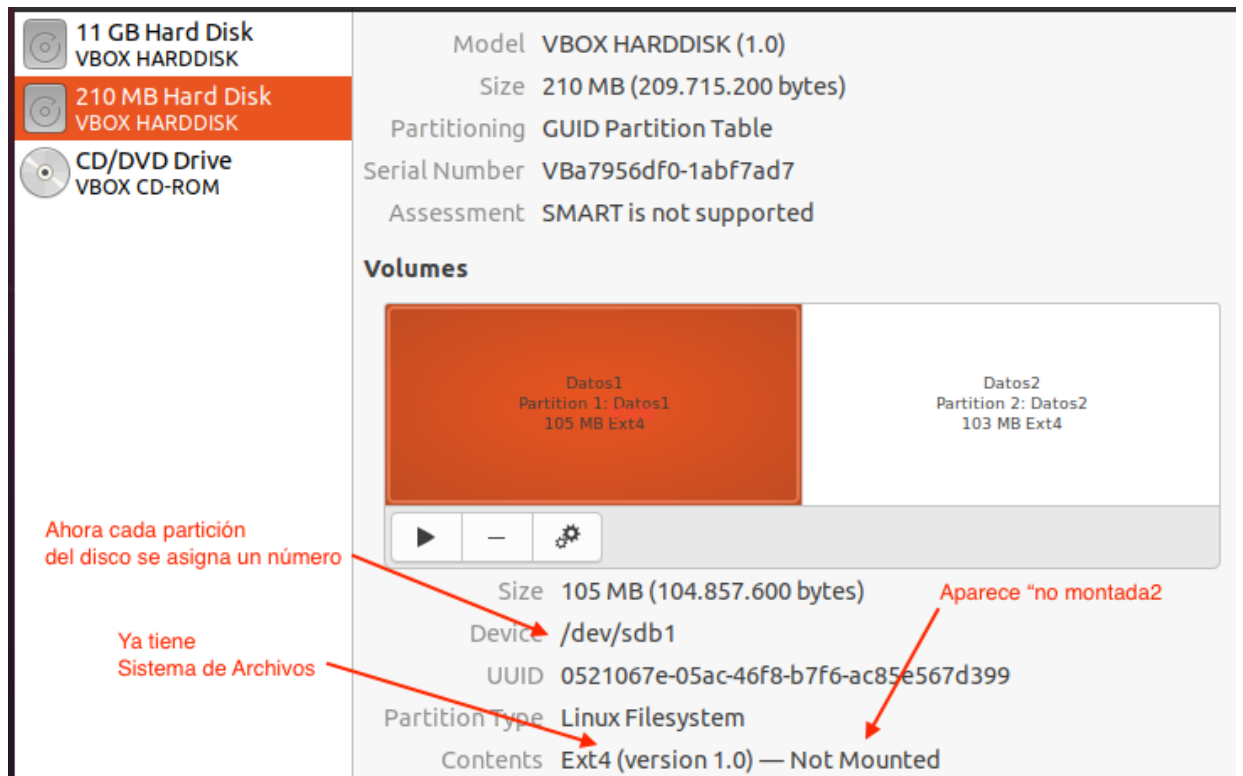 11 GB Hard Disk
VBOX HARDDISK
210 MB Hard Disk
VBOX HARDDISK
CD/DVD Drive
VBOX CD-ROM
Model VBOX HARDDISK (1.0)
Size 210 MB (209.715.200 bytes)
Partitioning GUID Partition Table
Serial Number VBa7956df0-1abf7ad7
Assessment SMART is not supported
Volumes
Datos1
Partition 1: Datos1
105 MB Ext4
Datos2
Partition 2: Datos2
103 MB Ext4
Ahora cada partición
del disco se asigna un número
Size 105 MB (104.857.600 bytes)
Aparece “no montada2
Device /dev/sdb1
Ya tiene
Sistema de Archivos
UUID 0521067e-05ac-46f8-b7f6-ac85e567d399
Partition Type Linux Filesystem
Contents Ext4 (version 1.0) — Not Mounted